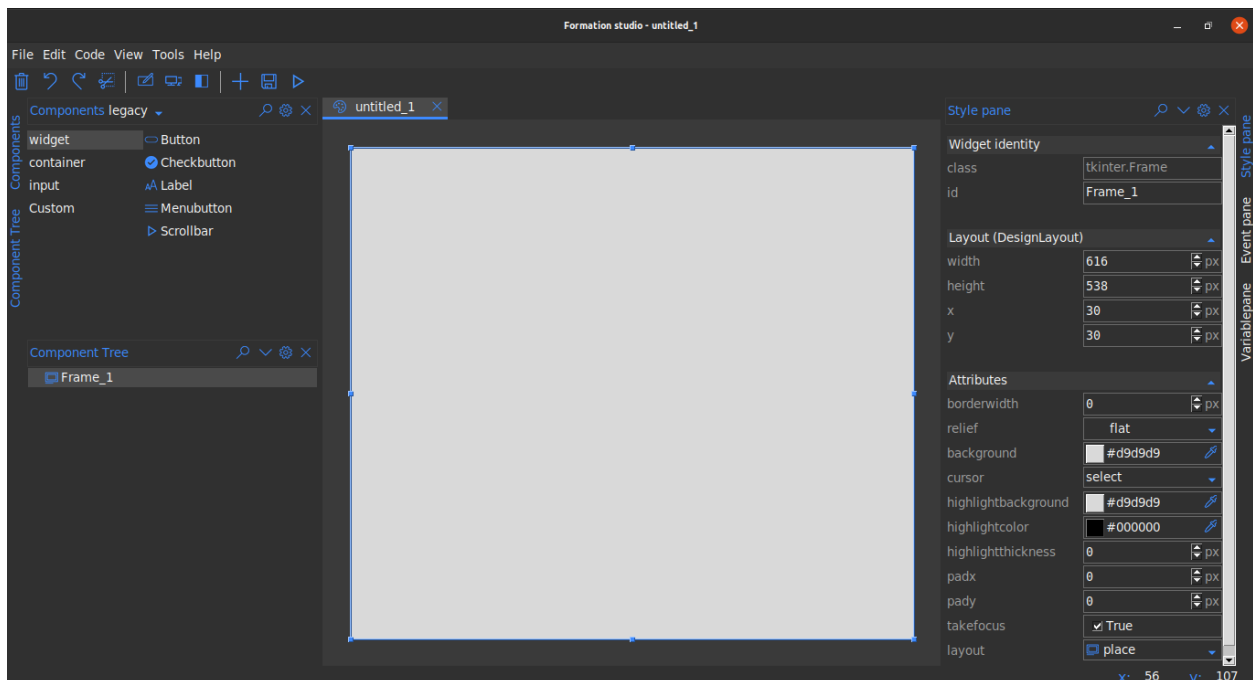 Formation studio - untitled_1
File Edit Code View Tools Help
Components legacy
widget
container
input
Custom
Button
Checkbutton
Label
Menubutton
Scrollbar
Components
Component Tree
Component Tree
Frame_1
untitled_1
Style pane
Widget identity
class tkinter.Frame
id Frame_1
Layout (DesignLayout)
width 616 px
height 538 px
x 30 px
y 30 px
Attributes
borderwidth 0 px
relief flat
background #d9d9d9
cursor select
highlightbackground #d9d9d9
highlightcolor #000000
highlightthickness 0 px
padx 0 px
pady 0 px
takefocus True
layout place
Style pane
Event pane
Variablepane
x: 56 y: 107